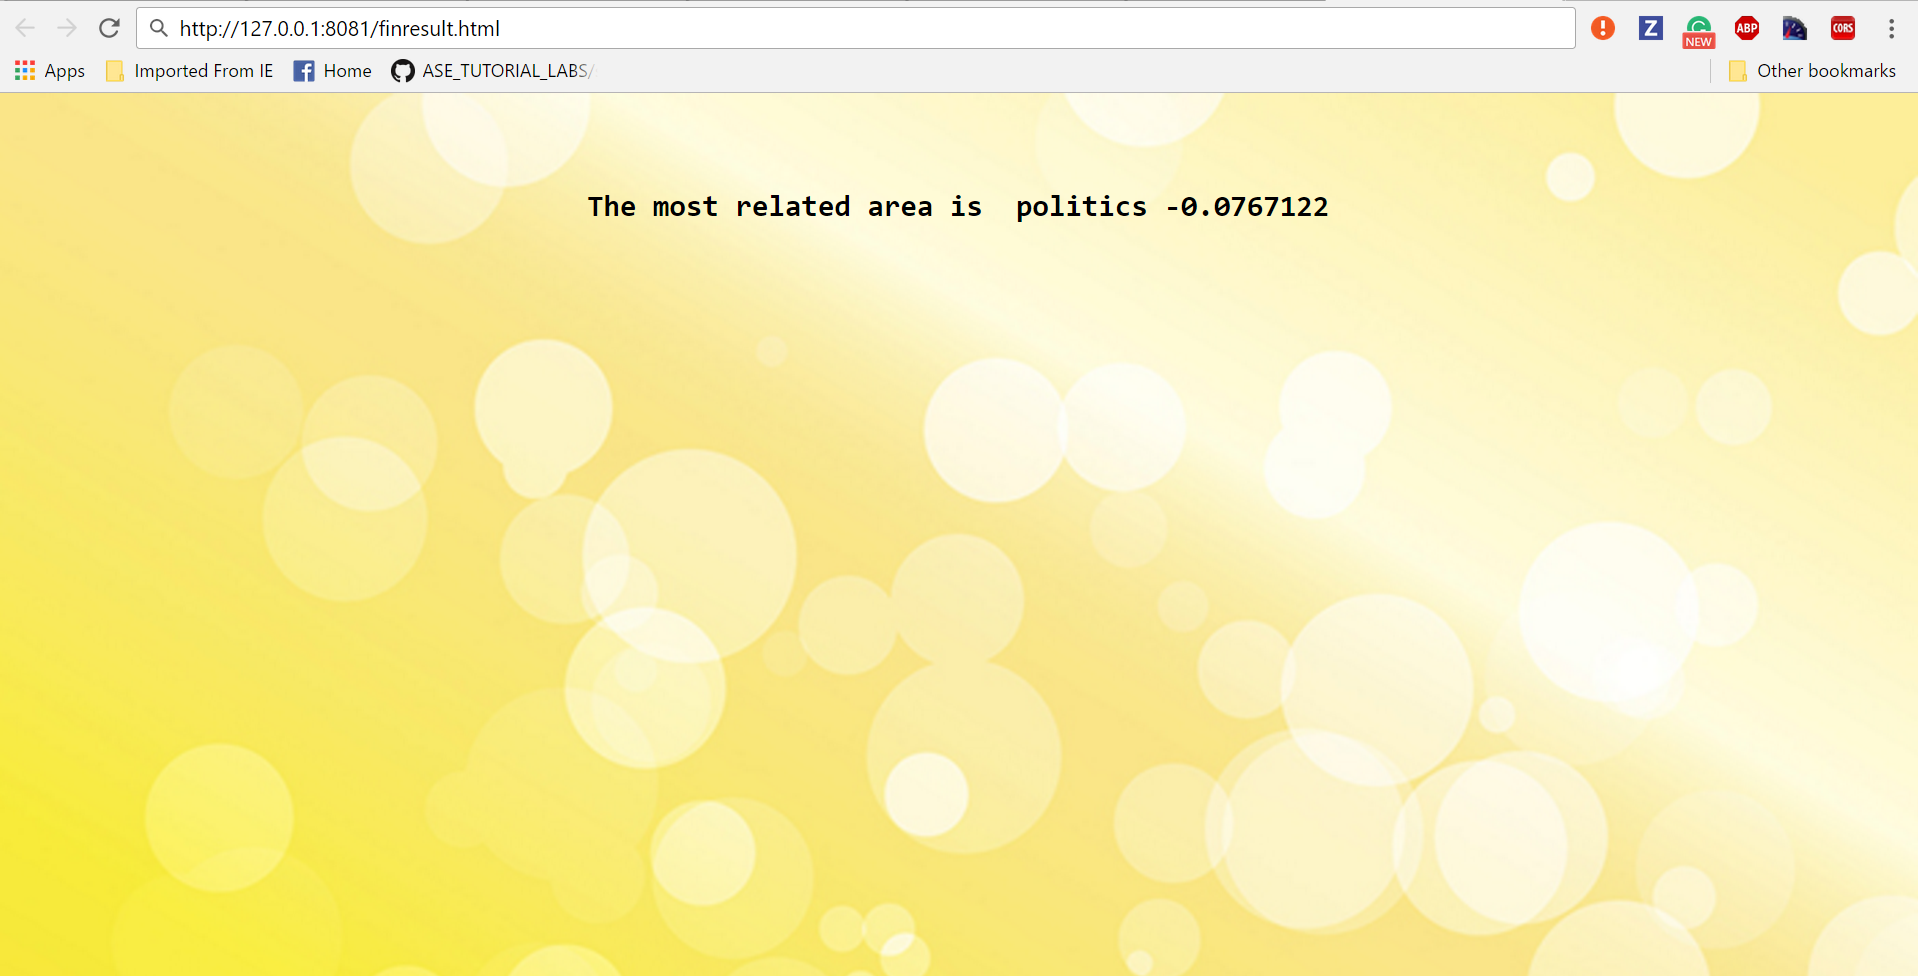 http://127.0.0.1:8081/finresult.html
Z
NEW
ABP
CORS
Apps
Imported From IE
Home
ASE_TUTORIAL_LABS/
Other bookmarks
The most related area is politics -0.0767122